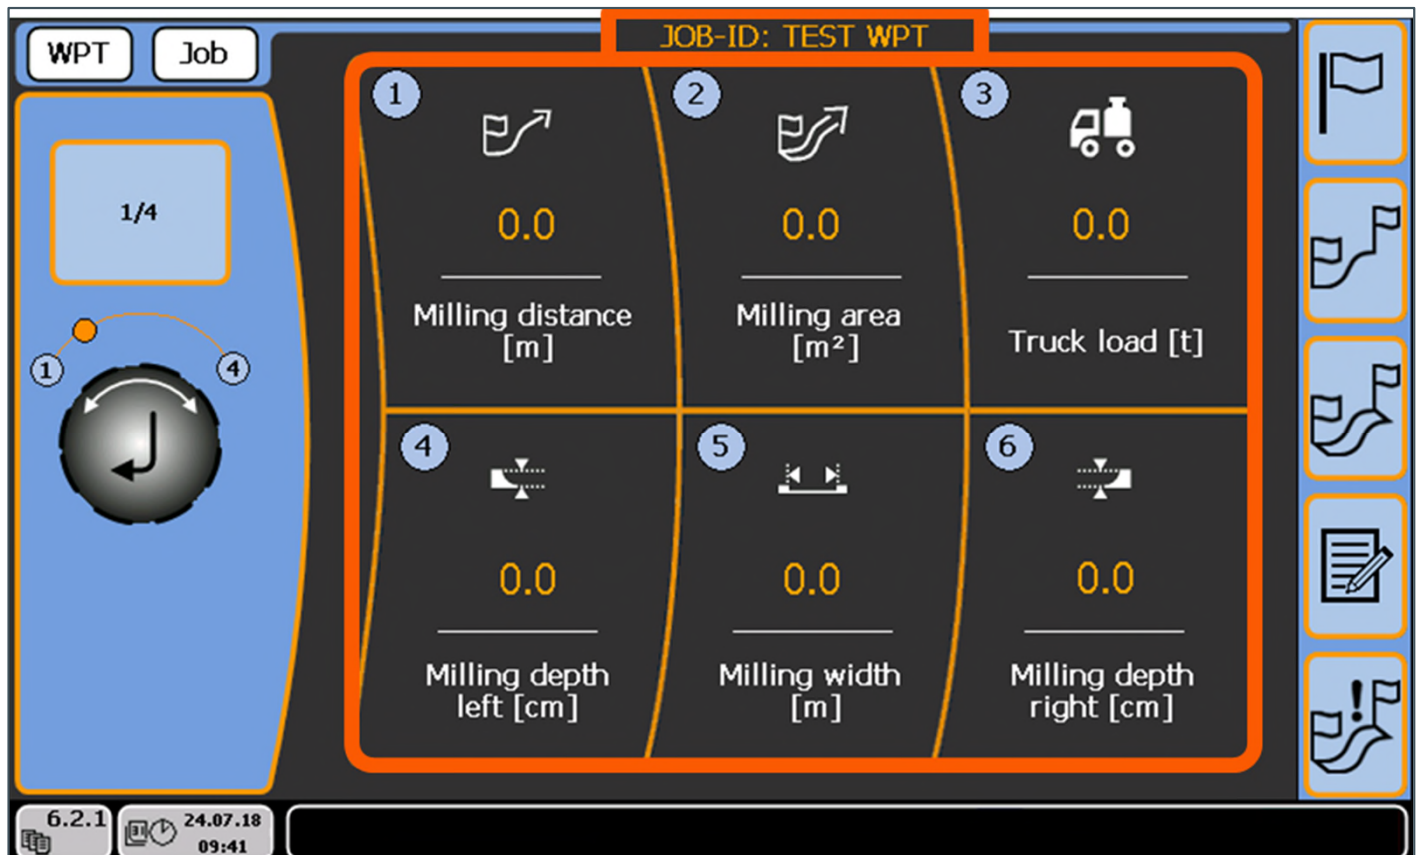 JOB-ID: TEST WPT
WPT
Job
1/4
1
4
1
0.0
Milling distance
[m]
2
0.0
Milling area
[m²]
3
0.0
Truck load [t]
4
0.0
Milling depth
left [cm]
5
0.0
Milling width
[m]
6
0.0
Milling depth
right [cm]
!
6.2.1
31
24.07.18
09:41